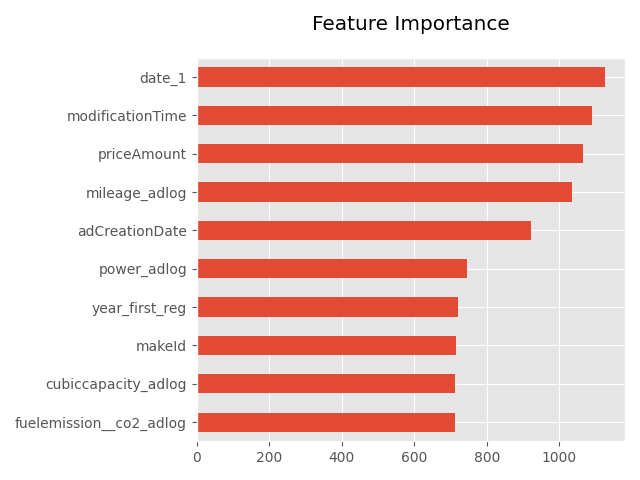 Feature Importance
date_1
modificationTime
priceAmount
mileage_adlog
adCreationDate
power_adlog
year_first_reg
makeId
cubiccapacity_adlog
fuelemission__co2_adlog
0 200 400 600 800 1000